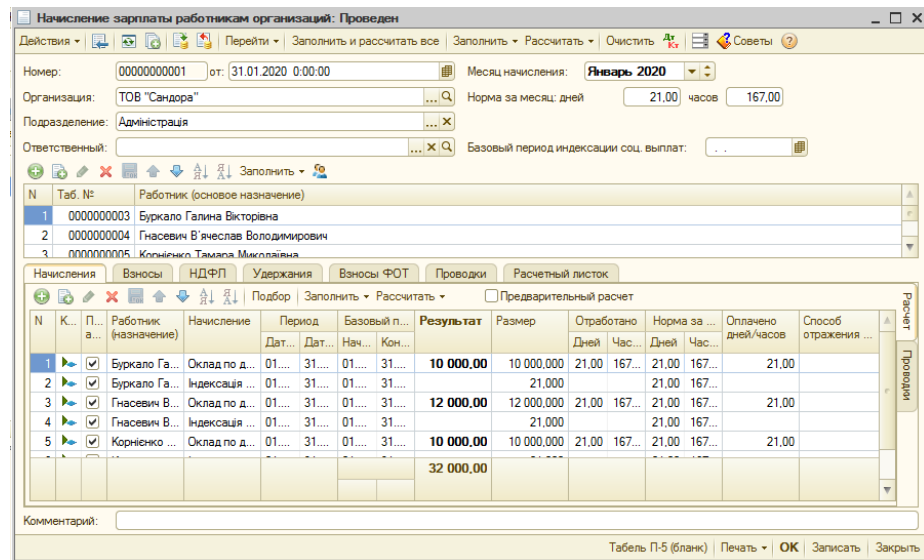 Начисление зарплаты работникам организаций: Проведен
Действия Перейти Заполнить и рассчитать все Заполнить Рассчитать Очистить Дт Кт Советы
Номер: 00000000001 от: 31.01.2020 0:00:00 Месяц начисления: Январь 2020
Организация: ТОВ "Сандора" ... Норма за месяц: дней 21,00 часов 167,00
Подразделение: Адміністрація ...
Ответственный: ... Базовый период индексации соц. выплат: . .
Заполнить
N Таб. № Работник (основое назначение)
1 0000000003 Буркало Галина Вікторівна
2 0000000004 Гнасевич В'ячеслав Володимирович
3 0000000005 Корнієнко Тамара Миколаївна
Начисления Взносы НДФЛ Удержания Взносы ФОТ Проводки Расчетный листок
Подбор Заполнить Рассчитать Предварительный расчет
N К... П... Работник Начисление Период Базовый п... Результат Размер Отработано Норма за ... Оплачено Способ
а... (назначение) Дат... Дат... Нач... Кон... Дней Час... Дней Час... дней/часов отражения ...
1 Буркало Га... Оклад по д... 01.... 31.... 01.... 31.... 10 000,00 10 000,000 21,00 167... 21,00 167... 21,00
2 Буркало Га... Індексація ... 01.... 31.... 01.... 31.... 21,000 21,00 167...
3 Гнасевич В... Оклад по д... 01.... 31.... 01.... 31.... 12 000,00 12 000,000 21,00 167... 21,00 167... 21,00
4 Гнасевич В... Індексація ... 01.... 31.... 01.... 31.... 21,000 21,00 167...
5 Корнієнко ... Оклад по д... 01.... 31.... 01.... 31.... 10 000,00 10 000,000 21,00 167... 21,00 167... 21,00
32 000,00
Расчет
Проводки
Комментарий:
Табель П-5 (бланк) Печать OK Записать Закрыть